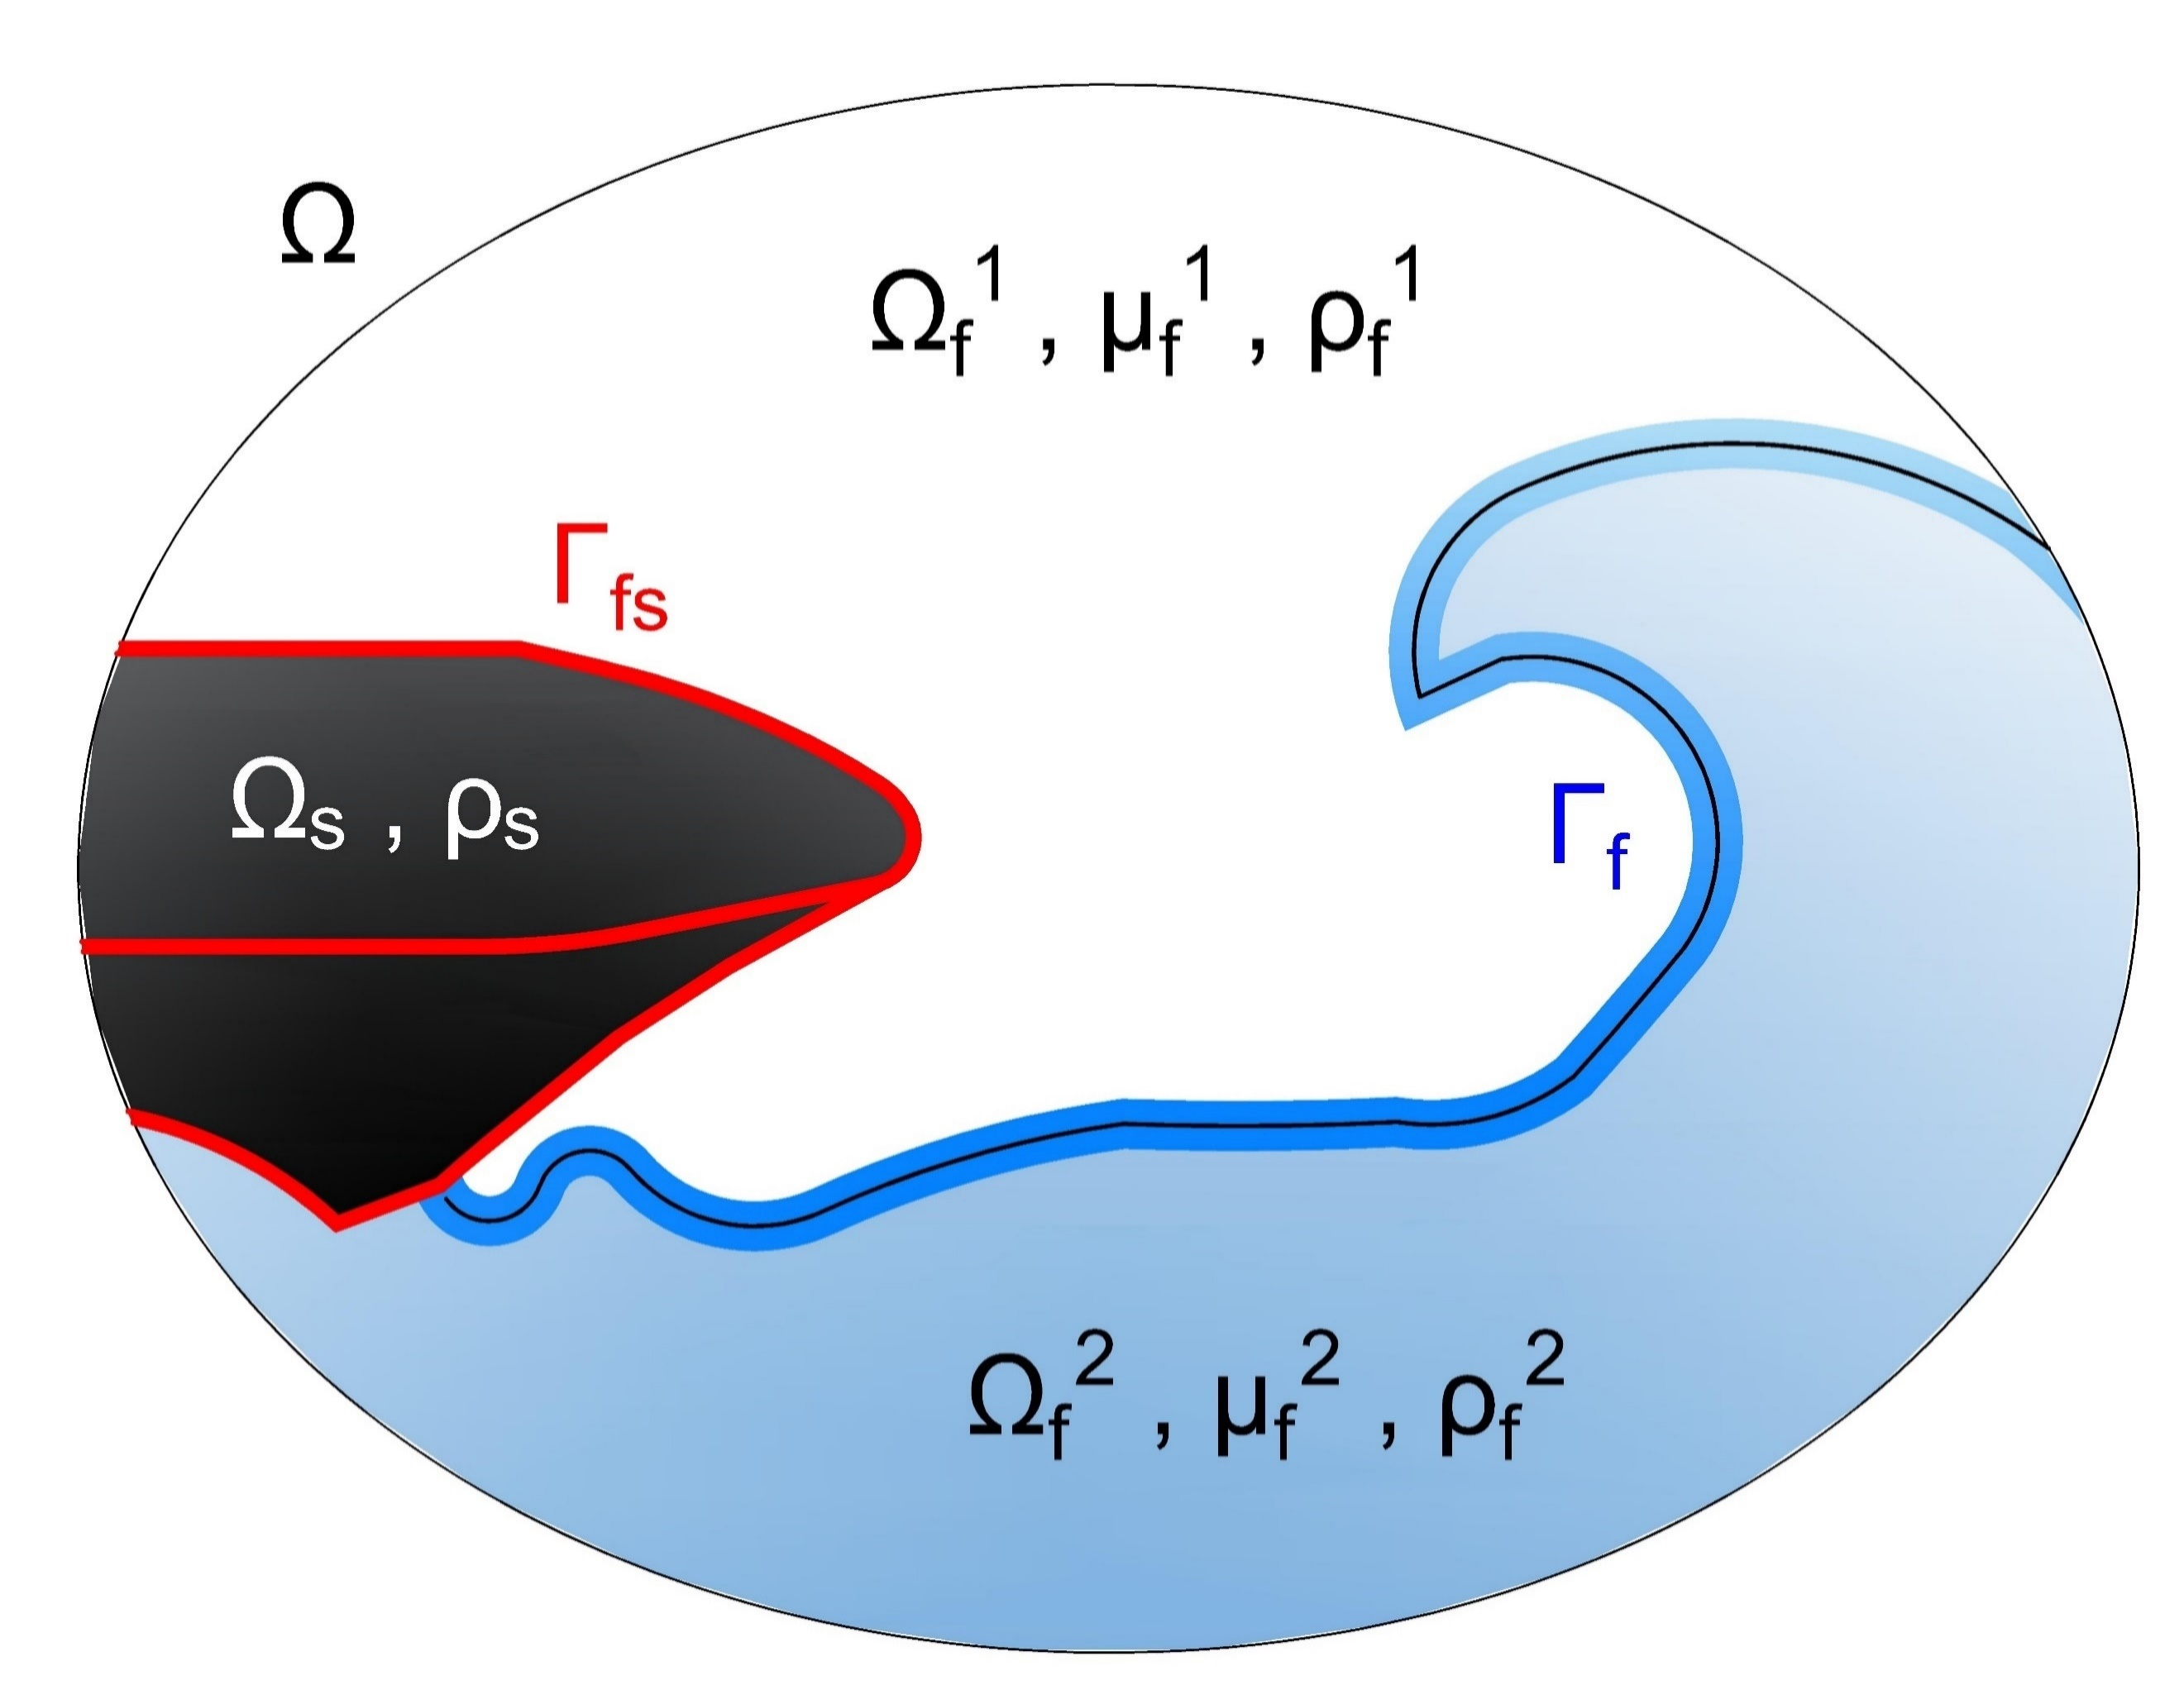 Ω
Ωf1 , μf1 , ρf1
Γfs
Ωs , ρs
Γf
Ωf2 , μf2 , ρf2